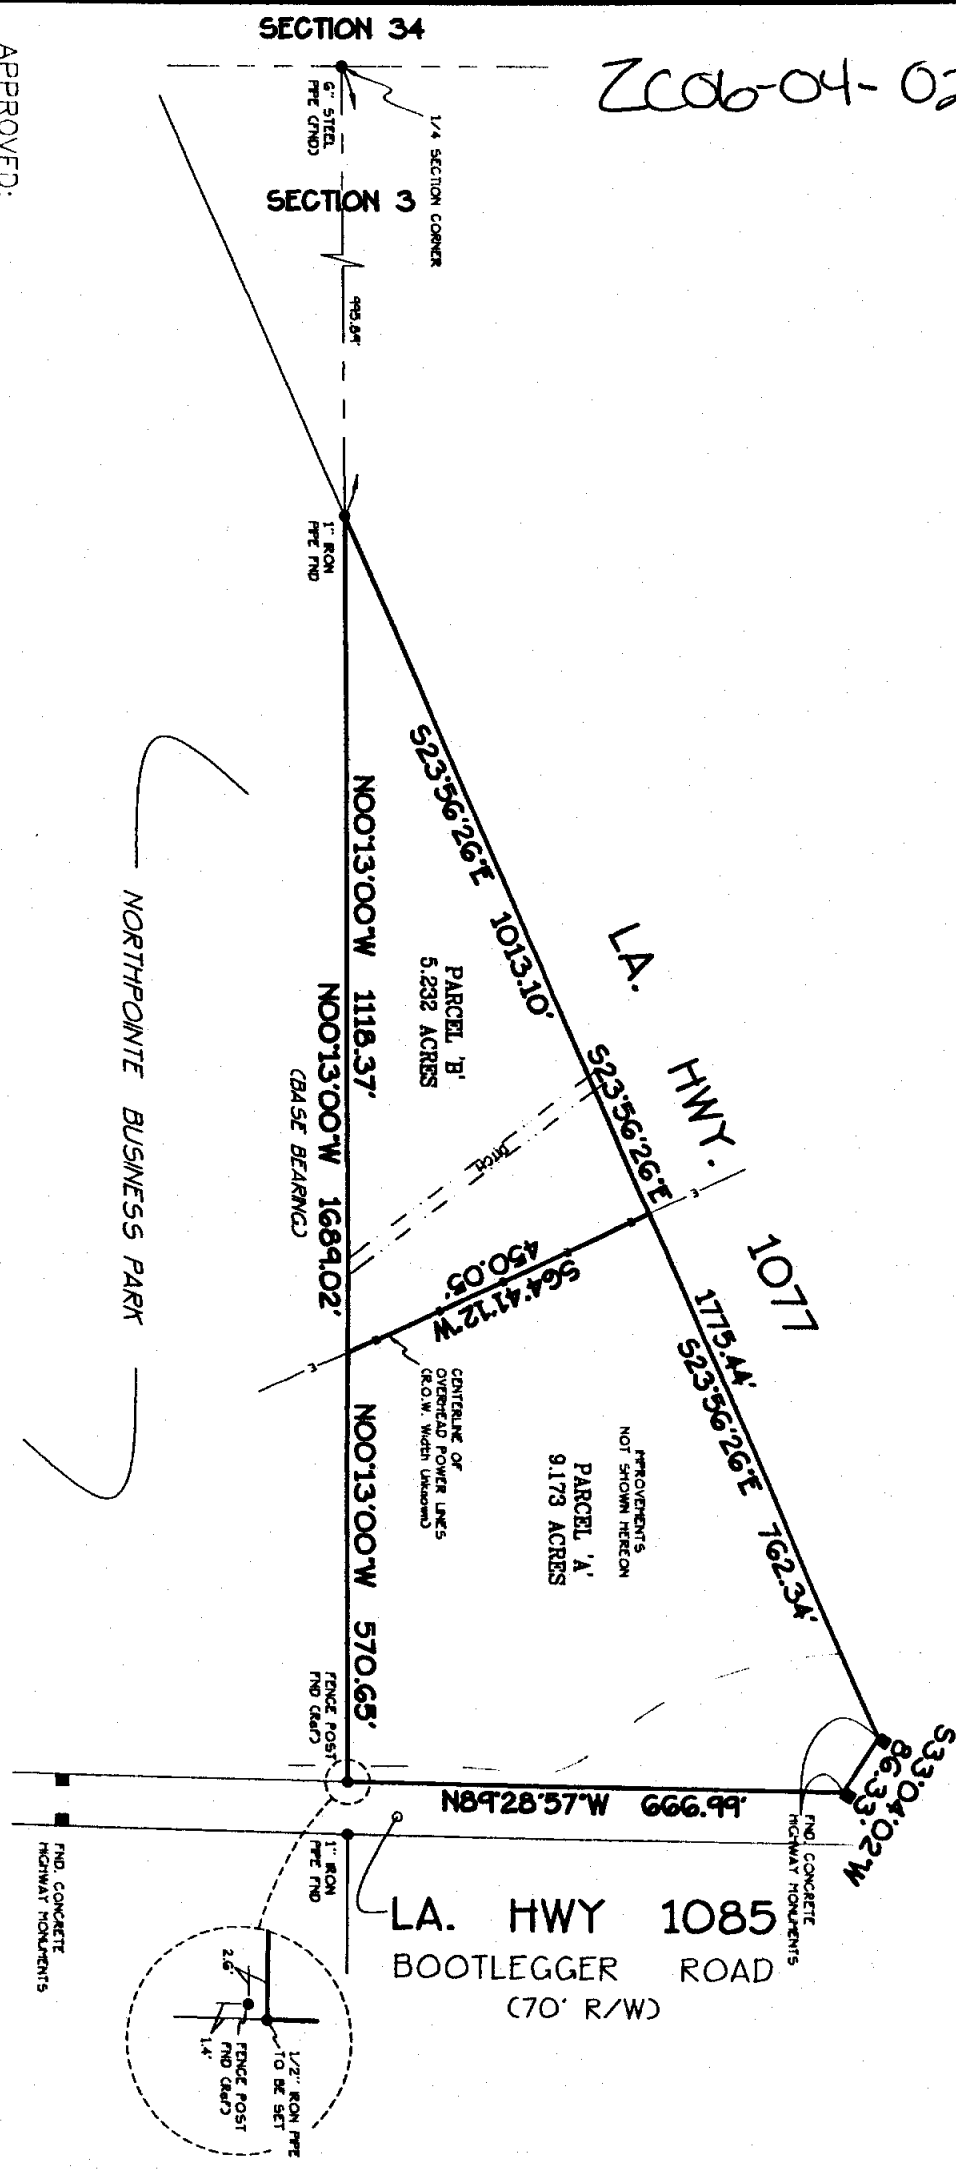 SECTION 34
ZC06-04-02
APPROVED:
6" STEEL
PIPE (FND)
1/4 SECTION CORNER
SECTION 3
995.89'
1" IRON
PIPE FND
S23°56'26"E 1013.10'
LA. HWY. 1077
N00°13'00"W 1118.37'
PARCEL 'B'
5.232 ACRES
N00°13'00"W 1689.02'
(BASE BEARING)
NORTHPOINTE BUSINESS PARK
DITCH
S23°56'26"E 1775.44'
S64°41'12"W
450.05'
CENTERLINE OF
OVERHEAD POWER LINES
(R.O.W. Width Unknown)
S23°56'26"E 762.34'
IMPROVEMENTS
NOT SHOWN HEREON
PARCEL 'A'
9.173 ACRES
N00°13'00"W 570.65'
FENCE POST
FND (Ref)
S33°04'02"W
86.33'
FND. CONCRETE
HIGHWAY MONUMENTS
N89°28'57"W 666.99'
1" IRON
PIPE FND
FND. CONCRETE
HIGHWAY MONUMENTS
LA. HWY 1085
BOOTLEGGER ROAD
(70' R/W)
2.6'
1.4'
FENCE POST
FND (Ref)
1/2" IRON PIPE
TO BE SET